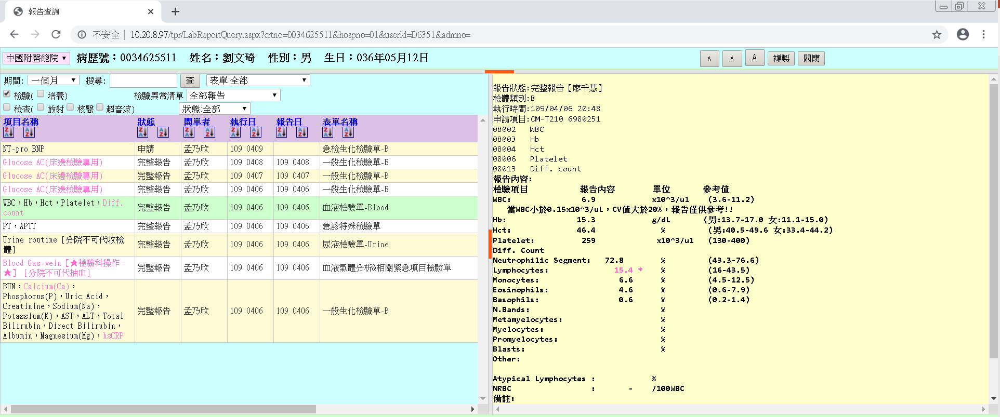 報告查詢
不安全 | 10.20.8.97/tpr/LabReportQuery.aspx?crtno=0034625511&hospno=01&userid=D6351&admno=
中國附醫總院 病歷號：0034625511 姓名：劉文琦 性別：男 生日：036年05月12日 A A A 複製 關閉
期間: 一個月 搜尋: 查 表單:全部
檢驗( 培養) 檢驗異常清單 全部報告
檢查( 放射 核醫 超音波) 狀態:全部
項目名稱 狀態 開單者 執行日 報告日 表單名稱
NT-pro BNP 申請 孟乃欣 109 0409 急檢生化檢驗單-B
Glucose AC(床邊檢驗專用) 完整報告 孟乃欣 109 0408 109 0408 一般生化檢驗單-B
Glucose AC(床邊檢驗專用) 完整報告 孟乃欣 109 0407 109 0407 一般生化檢驗單-B
Glucose AC(床邊檢驗專用) 完整報告 孟乃欣 109 0406 109 0406 一般生化檢驗單-B
WBC，Hb，Hct，Platelet，Diff.
count 完整報告 孟乃欣 109 0406 109 0406 血液檢驗單-Blood
PT，APTT 完整報告 孟乃欣 109 0406 109 0406 急診特殊檢驗單
Urine routine [分院不可代收檢
體] 完整報告 孟乃欣 109 0406 109 0406 尿液檢驗單-Urine
Blood Gas-vein【★檢驗科操作
★】 [分院不可代抽血] 完整報告 孟乃欣 109 0406 109 0406 血液氣體分析&相關緊急項目檢驗單
BUN，Calcium(Ca)，
Phosphorus(P)，Uric Acid，
Creatinine，Sodium(Na)，
Potassium(K)，AST，ALT，Total
Bilirubin，Direct Bilirubin，
Albumin，Magnesium(Mg)，hsCRP 完整報告 孟乃欣 109 0406 109 0406 一般生化檢驗單-B
報告狀態:完整報告【廖千慧】
檢體類別:B
執行時間:109/04/06 20:48
申請項目:CM-T210 6980251
08002 WBC
08003 Hb
08004 Hct
08006 Platelet
08013 Diff. count
報告內容:
檢驗項目 報告內容 單位 參考值
WBC: 6.9 x10^3/ul (3.6-11.2)
當WBC小於0.15x10^3/uL，CV值大於20%，報告僅供參考!!
Hb: 15.3 g/dL (男:13.7-17.0 女:11.1-15.0)
Hct: 46.4 % (男:40.5-49.6 女:33.4-44.2)
Platelet: 259 x10^3/ul (130-400)
Diff. Count
Neutrophilic Segment: 72.8 % (43.3-76.6)
Lymphocytes: 15.4 * % (16-43.5)
Monocytes: 6.6 % (4.5-12.5)
Eosinophils: 4.6 % (0.6-7.9)
Basophils: 0.6 % (0.2-1.4)
N.Bands: %
Metamyelocytes: %
Myelocytes: %
Promyelocytes: %
Blasts: %
Other:
Atypical Lymphocytes : %
NRBC : - /100WBC
備註: